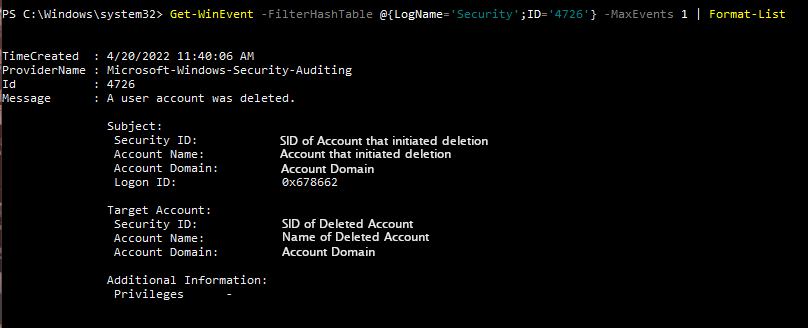 PS C:\Windows\system32> Get-WinEvent -FilterHashTable @{LogName='Security';ID='4726'} -MaxEvents 1 | Format-List
TimeCreated : 4/20/2022 11:40:06 AM
ProviderName : Microsoft-Windows-Security-Auditing
Id : 4726
Message : A user account was deleted.
Subject:
Security ID: SID of Account that initiated deletion
Account Name: Account that initiated deletion
Account Domain: Account Domain
Logon ID: 0x678662
Target Account:
Security ID: SID of Deleted Account
Account Name: Name of Deleted Account
Account Domain: Account Domain
Additional Information:
Privileges -